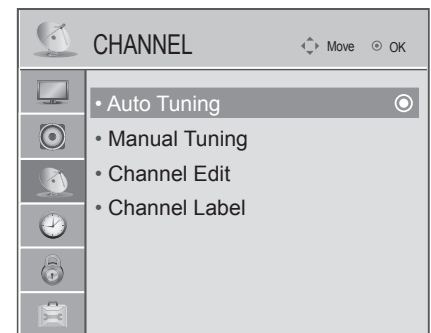 CHANNEL Move OK
• Auto Tuning
• Manual Tuning
• Channel Edit
• Channel Label